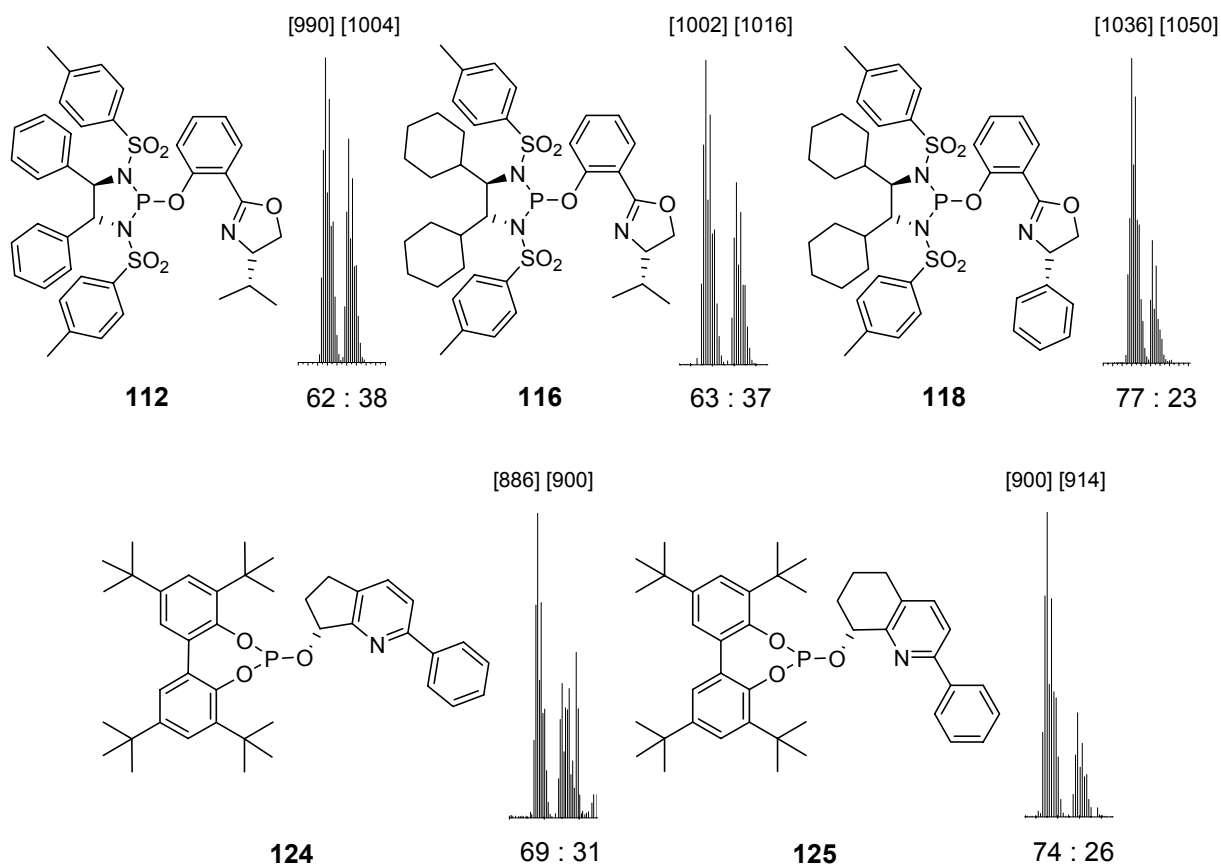 [990] [1004]
[1002] [1016]
[1036] [1050]
SO2
N
P
O
N
SO2
O
N
SO2
N
P
O
N
SO2
O
N
SO2
N
P
O
N
SO2
O
N
112
62 : 38
116
63 : 37
118
77 : 23
[886] [900]
[900] [914]
O
P
O
O
N
O
P
O
O
N
124
69 : 31
125
74 : 26